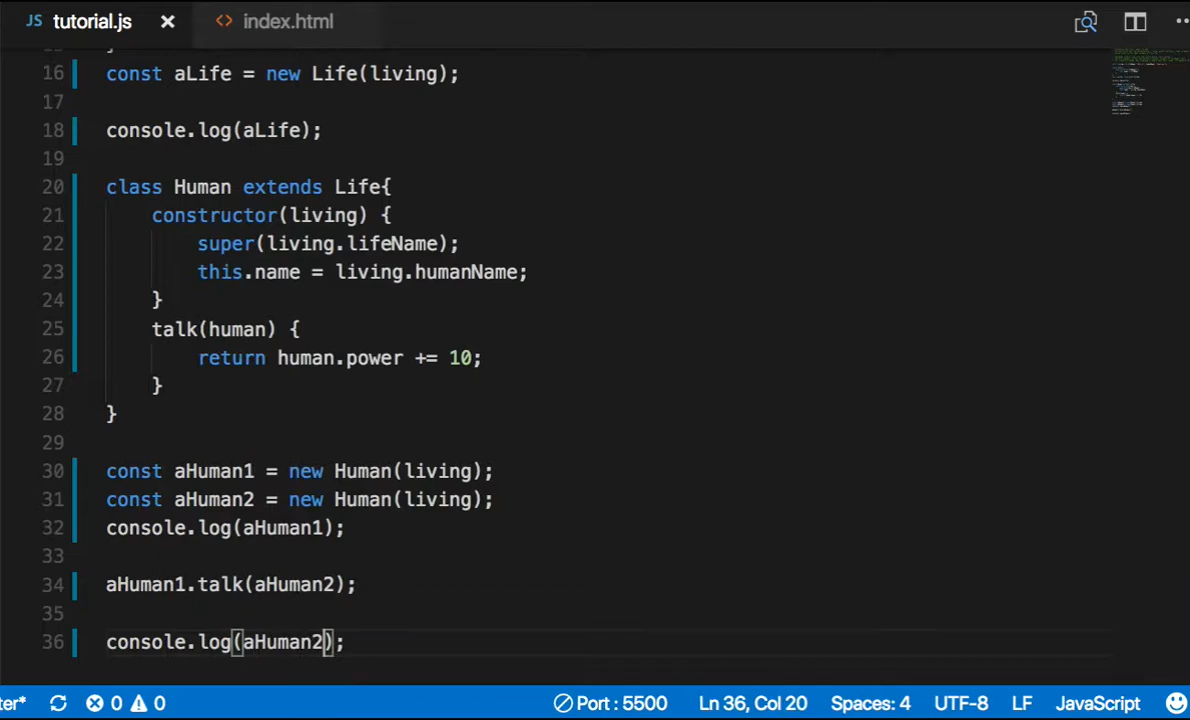 JS tutorial.js × <> index.html
16 const aLife = new Life(living);
17
18 console.log(aLife);
19
20 class Human extends Life{
21 constructor(living) {
22 super(living.lifeName);
23 this.name = living.humanName;
24 }
25 talk(human) {
26 return human.power += 10;
27 }
28 }
29
30 const aHuman1 = new Human(living);
31 const aHuman2 = new Human(living);
32 console.log(aHuman1);
33
34 aHuman1.talk(aHuman2);
35
36 console.log(aHuman2);
ter* 0 0 Port : 5500 Ln 36, Col 20 Spaces: 4 UTF-8 LF JavaScript